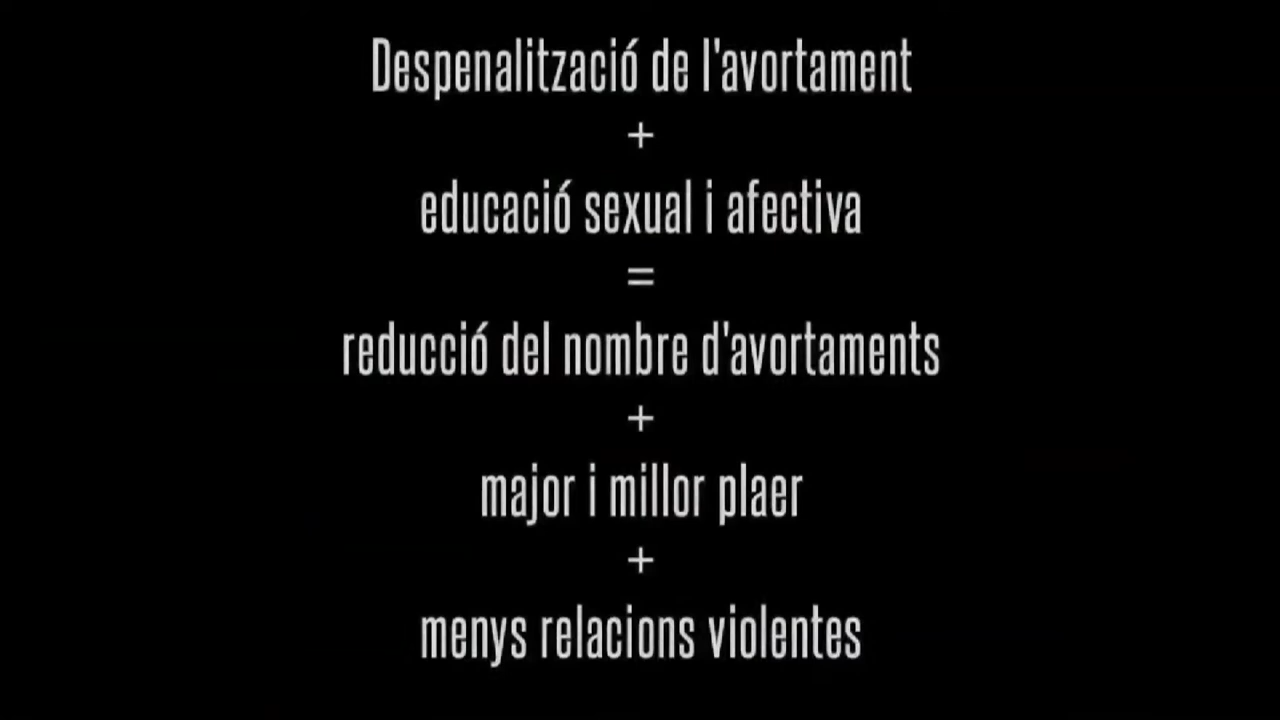 Despenalització de l'avortament
+
educació sexual i afectiva
=
reducció del nombre d'avortaments
+
major i millor plaer
+
menys relacions violentes